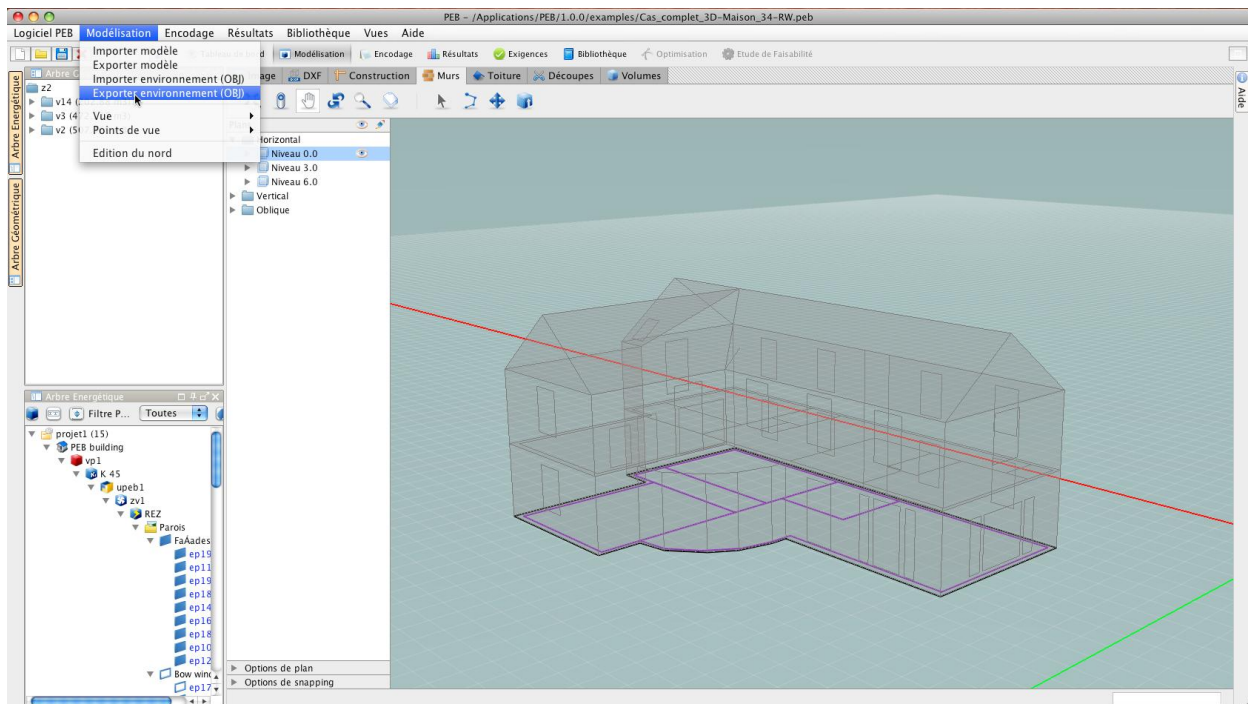 PEB - /Applications/PEB/1.0.0/examples/Cas_complet_3D-Maison_34-RW.peb
Logiciel PEB Modélisation Encodage Résultats Bibliothèque Vues Aide
Importer modèle
Exporter modèle
Importer environnement (OBJ)
Exporter environnement (OBJ)
Vue
Points de vue
Edition du nord
Modélisation Encodage Résultats Exigences Bibliothèque Optimisation Etude de Faisabilité
DXF Construction Murs Toiture Découpes Volumes
Arbre Energétique
Arbre Géométrique
Aide
z2
v14
v3
v2
Horizontal
Niveau 0.0
Niveau 3.0
Niveau 6.0
Vertical
Oblique
Arbre Energétique
Filtre P... Toutes
projet1 (15)
PEB building
vp1
K 45
upeb1
zv1
REZ
Parois
FaÁades
ep19
ep11
ep19
ep18
ep14
ep16
ep18
ep10
ep12
Bow wind
ep17
Options de plan
Options de snapping